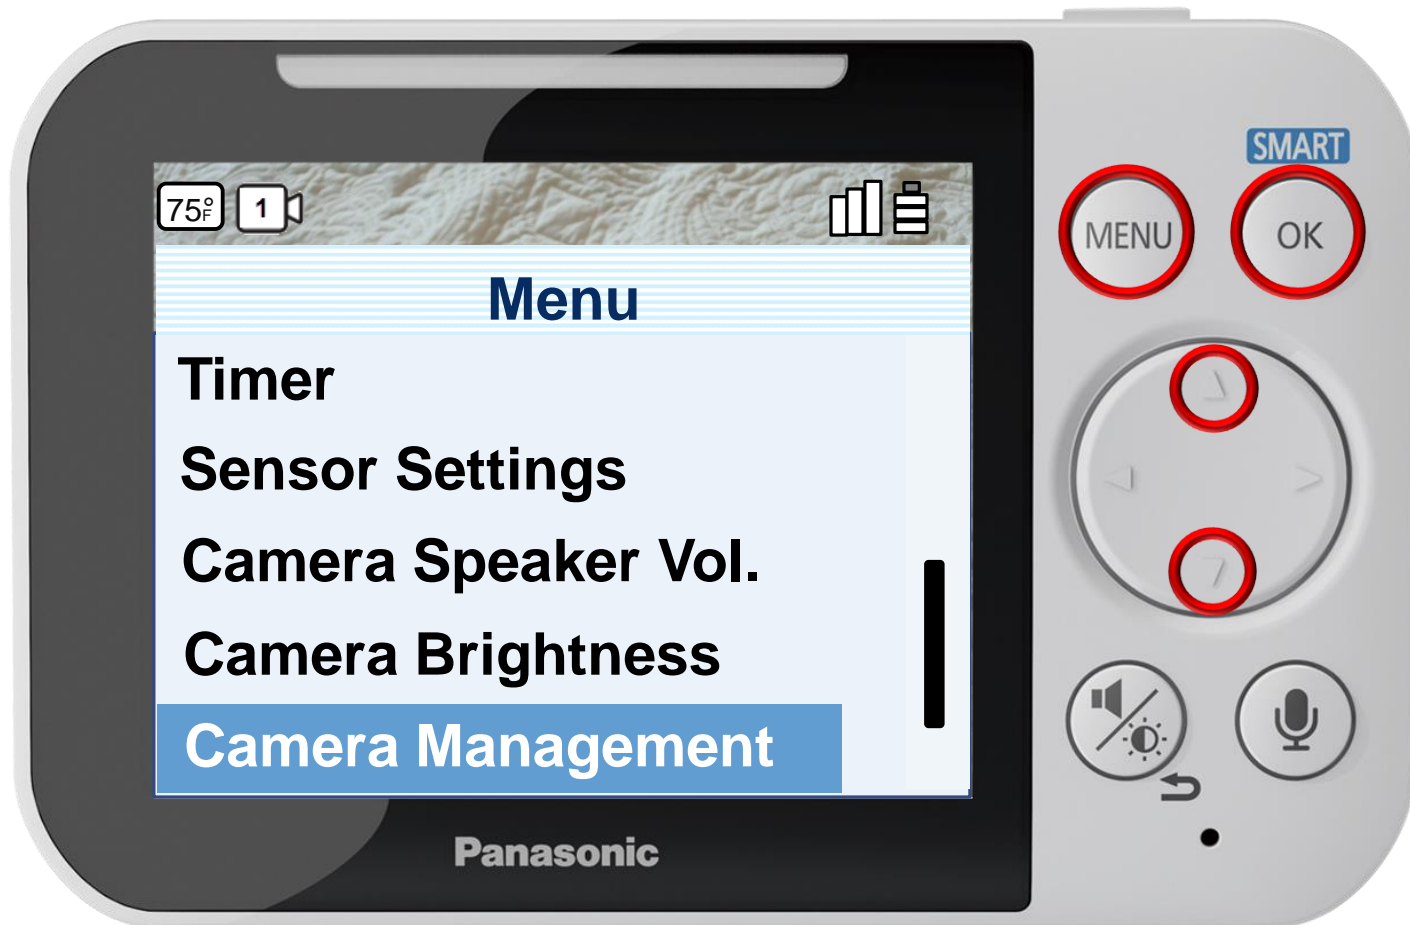 SMART
75°F 1
MENU OK
Menu
Timer
Sensor Settings
Camera Speaker Vol.
Camera Brightness
Camera Management
Panasonic